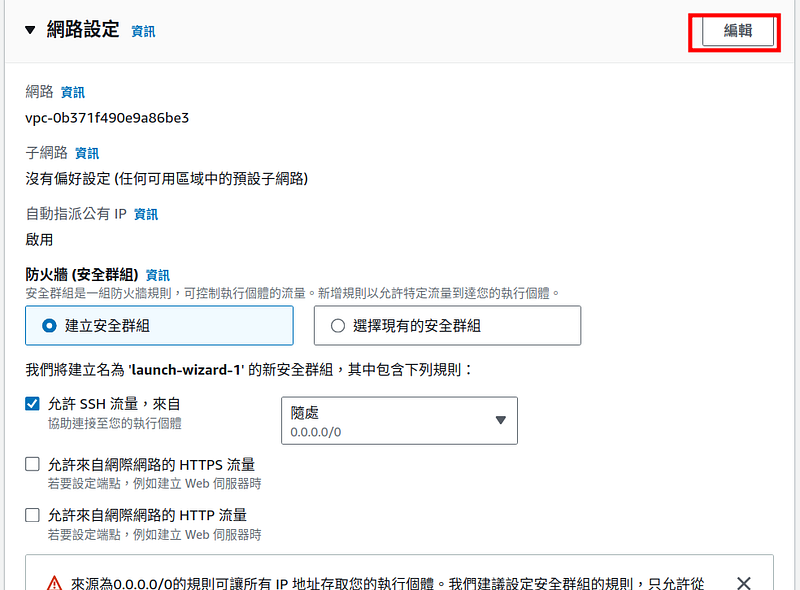 網路設定 資訊 編輯
網路 資訊
vpc-0b371f490e9a86be3
子網路 資訊
沒有偏好設定 (任何可用區域中的預設子網路)
自動指派公有 IP 資訊
啟用
防火牆 (安全群組) 資訊
安全群組是一組防火牆規則，可控制執行個體的流量。新增規則以允許特定流量到達您的執行個體。
建立安全群組 選擇現有的安全群組
我們將建立名為 'launch-wizard-1' 的新安全群組，其中包含下列規則：
允許 SSH 流量，來自 隨處
協助連接至您的執行個體 0.0.0.0/0
允許來自網際網路的 HTTPS 流量
若要設定端點，例如建立 Web 伺服器時
允許來自網際網路的 HTTP 流量
若要設定端點，例如建立 Web 伺服器時
來源為0.0.0.0/0的規則可讓所有 IP 地址存取您的執行個體。我們建議設定安全群組的規則，只允許從